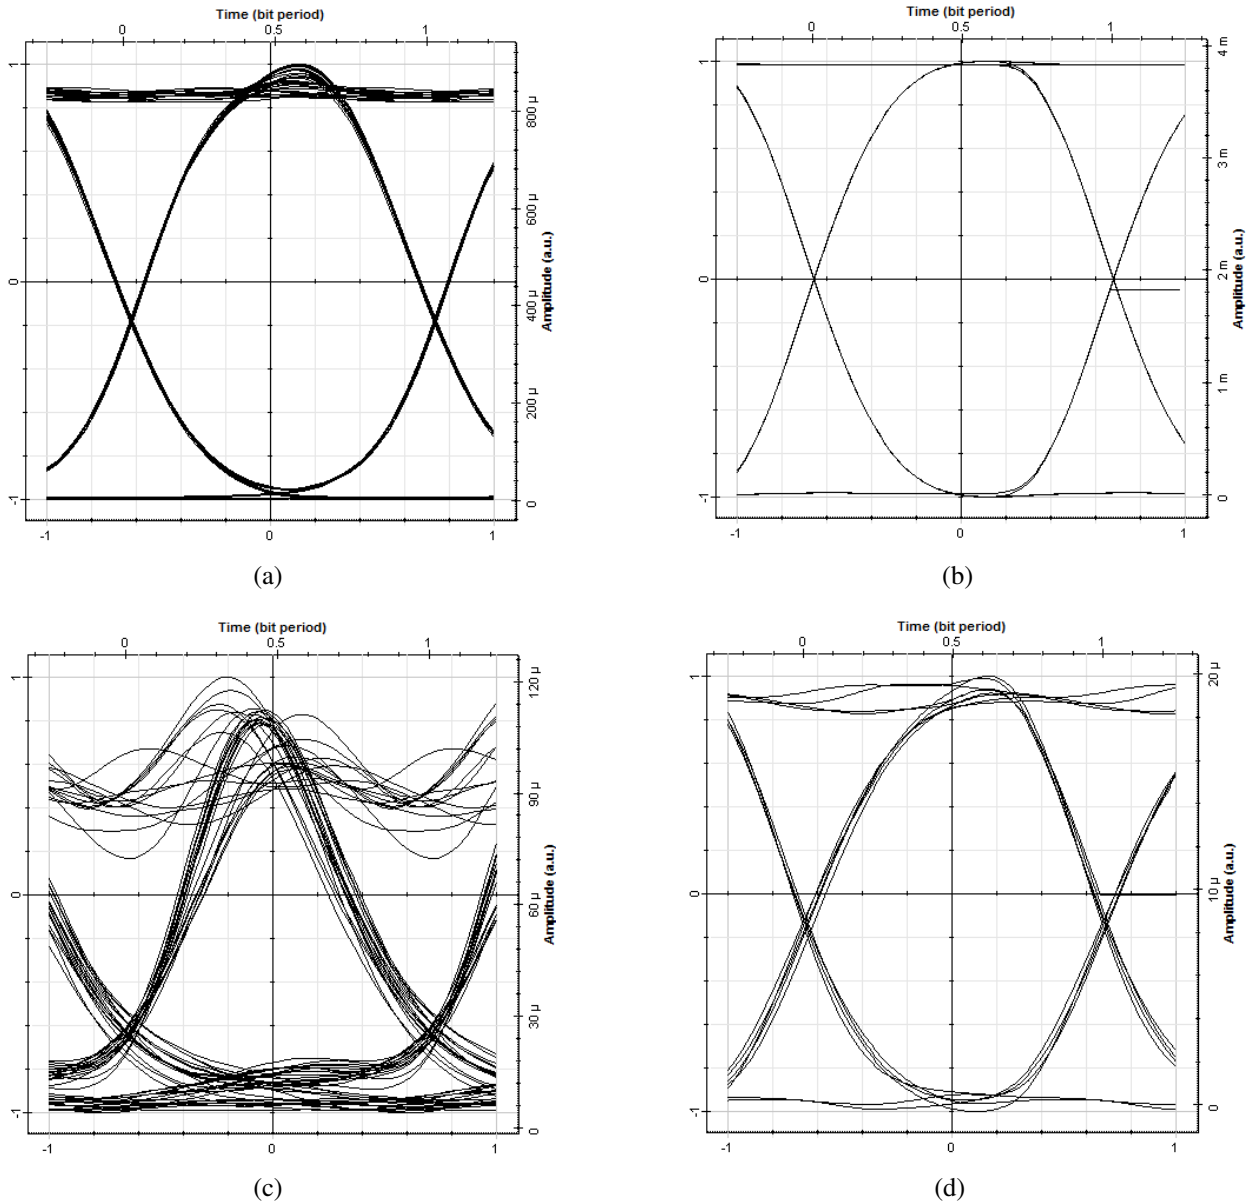 Time (bit period)
0 0.5 1
1
0
-1
800 µ
600 µ
400 µ
200 µ
0
Amplitude (a.u.)
-1 0 1
(a)
Time (bit period)
0 0.5 1
1
0
-1
4 m
3 m
2 m
1 m
0
Amplitude (a.u.)
-1 0 1
(b)
Time (bit period)
0 0.5 1
1
0
-1
120 µ
90 µ
60 µ
30 µ
0
Amplitude (a.u.)
-1 0 1
(c)
Time (bit period)
0 0.5 1
1
0
-1
20 µ
10 µ
0
Amplitude (a.u.)
-1 0 1
(d)